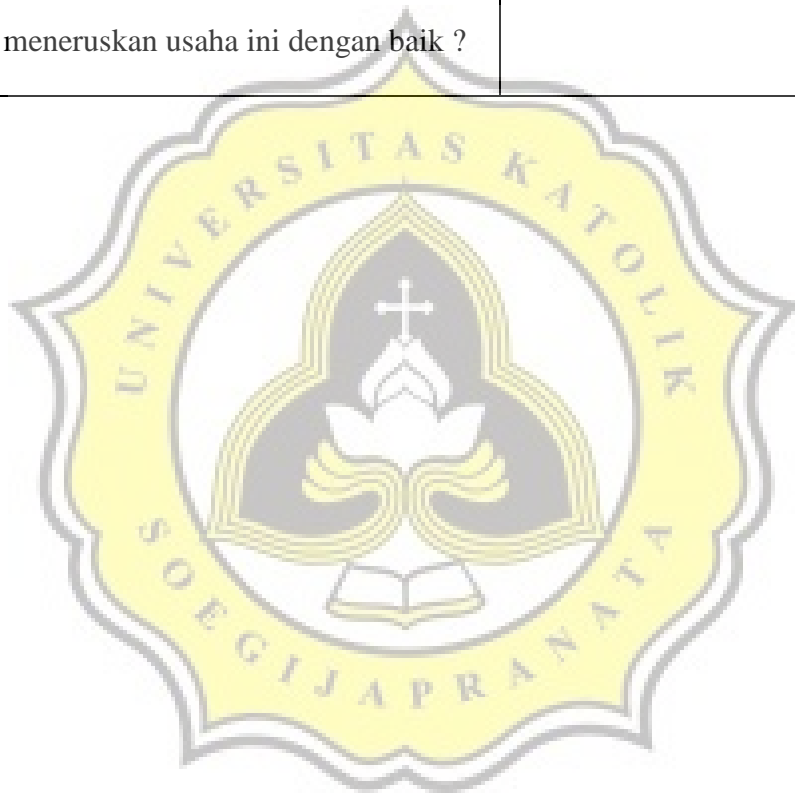 meneruskan usaha ini dengan baik ?
UNIVERSITAS KATOLIK
SOEGIJAPRANATA